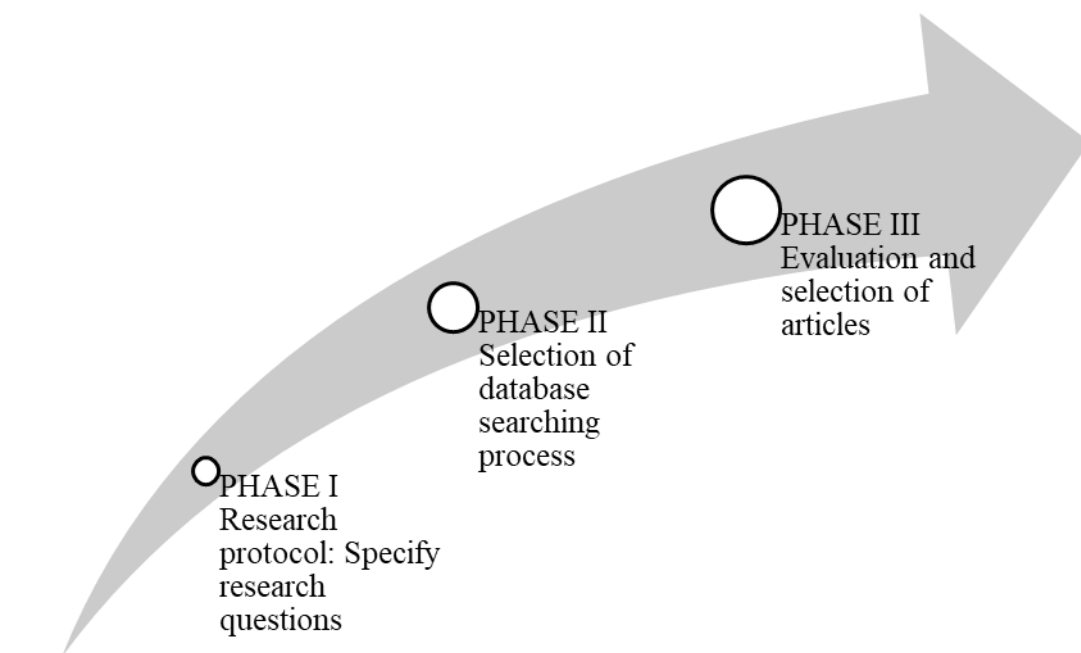 PHASE I
Research
protocol: Specify
research
questions
PHASE II
Selection of
database
searching
process
PHASE III
Evaluation and
selection of
articles